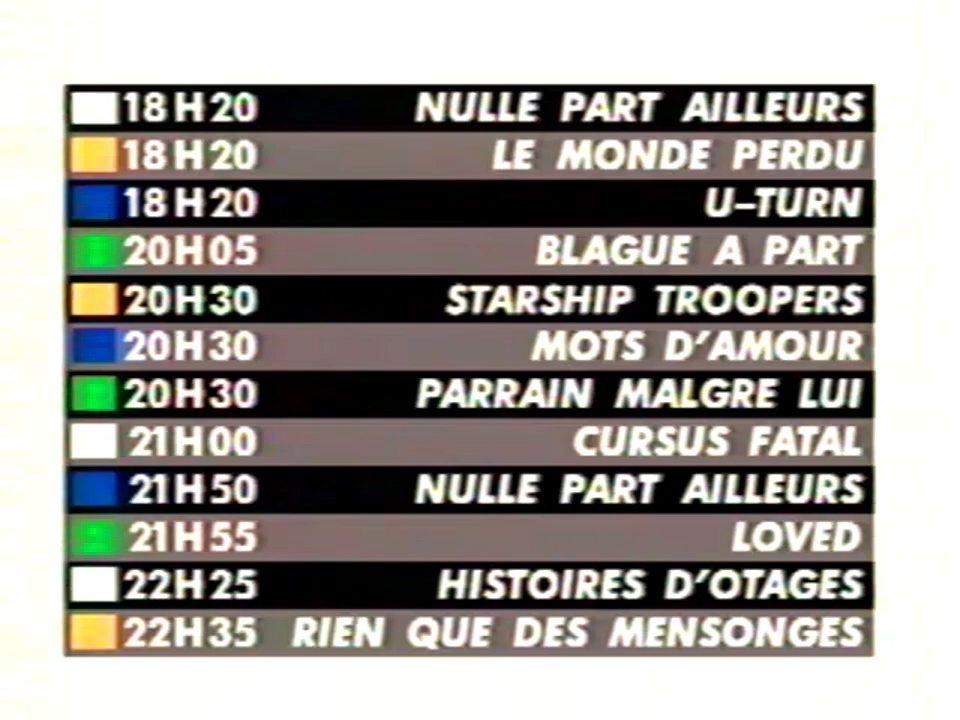 18H20 NULLE PART AILLEURS
18H20 LE MONDE PERDU
18H20 U-TURN
20H05 BLAGUE A PART
20H30 STARSHIP TROOPERS
20H30 MOTS D'AMOUR
20H30 PARRAIN MALGRE LUI
21H00 CURSUS FATAL
21H50 NULLE PART AILLEURS
21H55 LOVED
22H25 HISTOIRES D'OTAGES
22H35 RIEN QUE DES MENSONGES